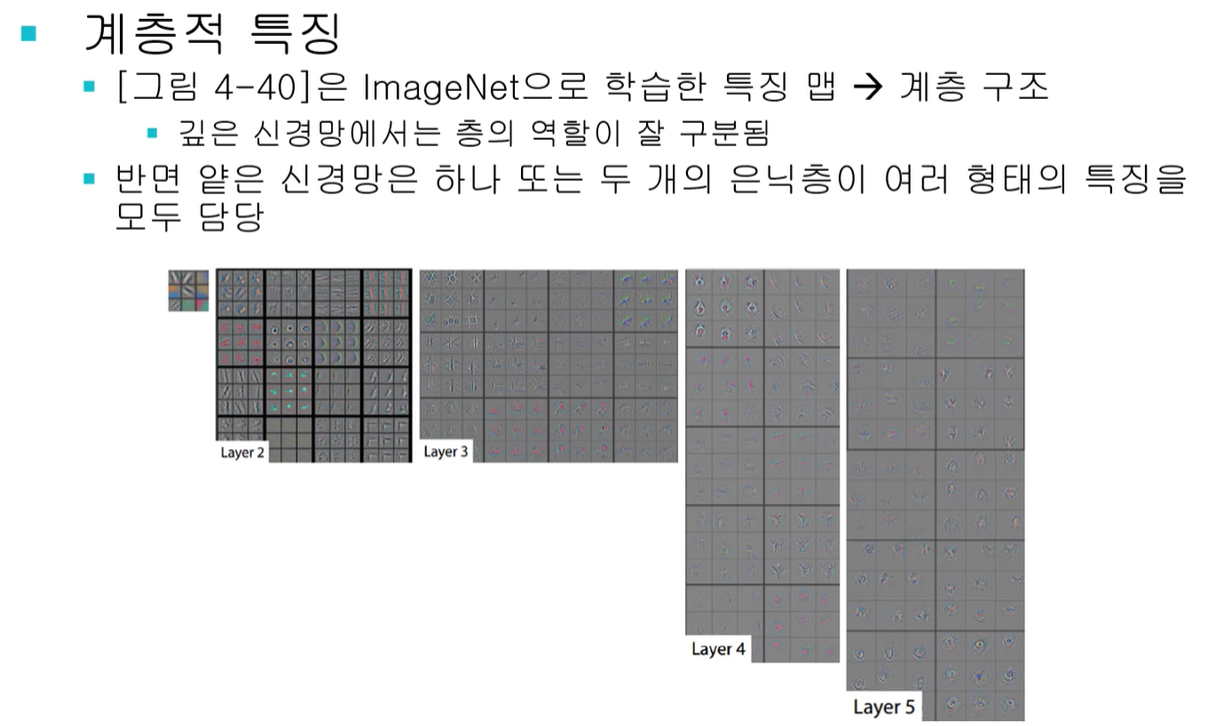 계층적 특징
[그림 4-40]은 ImageNet으로 학습한 특징 맵 → 계층 구조
깊은 신경망에서는 층의 역할이 잘 구분됨
반면 얕은 신경망은 하나 또는 두 개의 은닉층이 여러 형태의 특징을
모두 담당
Layer 2
Layer 3
Layer 4
Layer 5